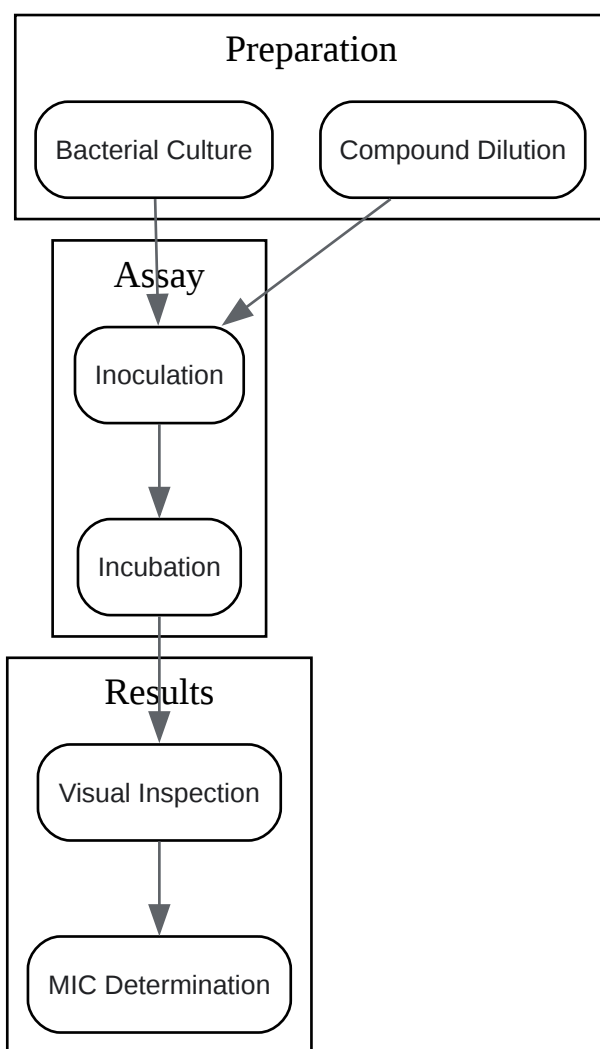 Preparation
Bacterial Culture
Compound Dilution
Assay
Inoculation
Incubation
Results
Visual Inspection
MIC Determination